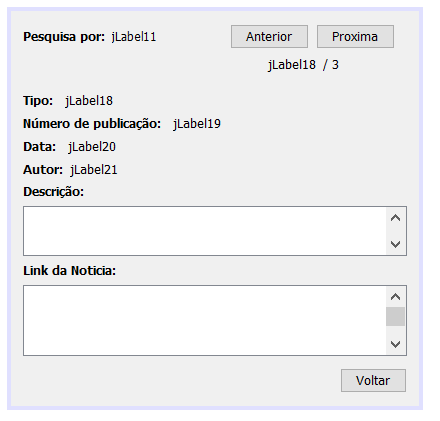 Pesquisa por: jLabel11 Anterior Proxima
jLabel18 / 3
Tipo: jLabel18
Número de publicação: jLabel19
Data: jLabel20
Autor: jLabel21
Descrição:
Link da Noticia:
Voltar